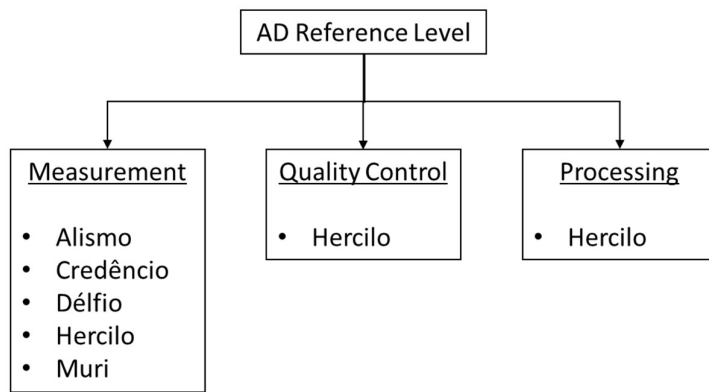 AD Reference Level
Measurement
• Alismo
• Credêncio
• Délfio
• Hercilo
• Muri
Quality Control
• Hercilo
Processing
• Hercilo